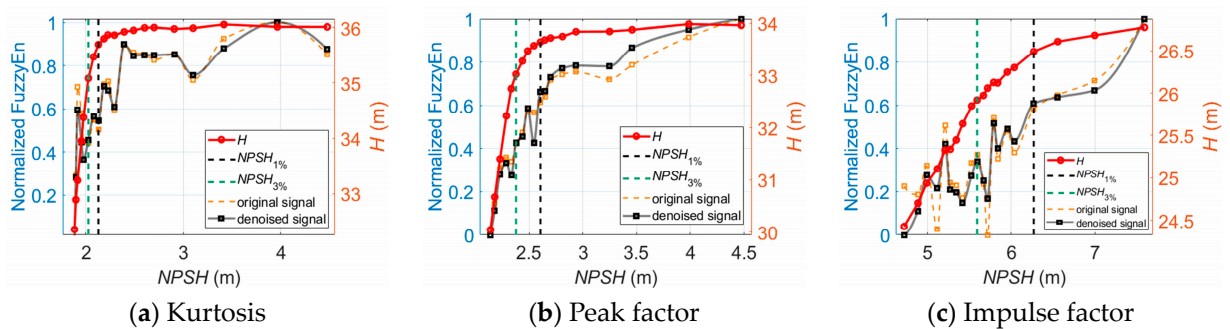 Normalized FuzzyEn
1
0.8
0.6
0.4
0.2
H
NPSH1%
NPSH3%
original signal
denoised signal
36
35
34
33
H (m)
2
3
4
NPSH (m)
(a) Kurtosis
Normalized FuzzyEn
1
0.8
0.6
0.4
0.2
0
H
NPSH1%
NPSH3%
original signal
denoised signal
34
33
32
31
30
H (m)
2.5
3
3.5
4
4.5
NPSH (m)
(b) Peak factor
Normalized FuzzyEn
1
0.8
0.6
0.4
0.2
0
H
NPSH1%
NPSH3%
original signal
denoised signal
26.5
26
25.5
25
24.5
H (m)
5
6
7
NPSH (m)
(c) Impulse factor